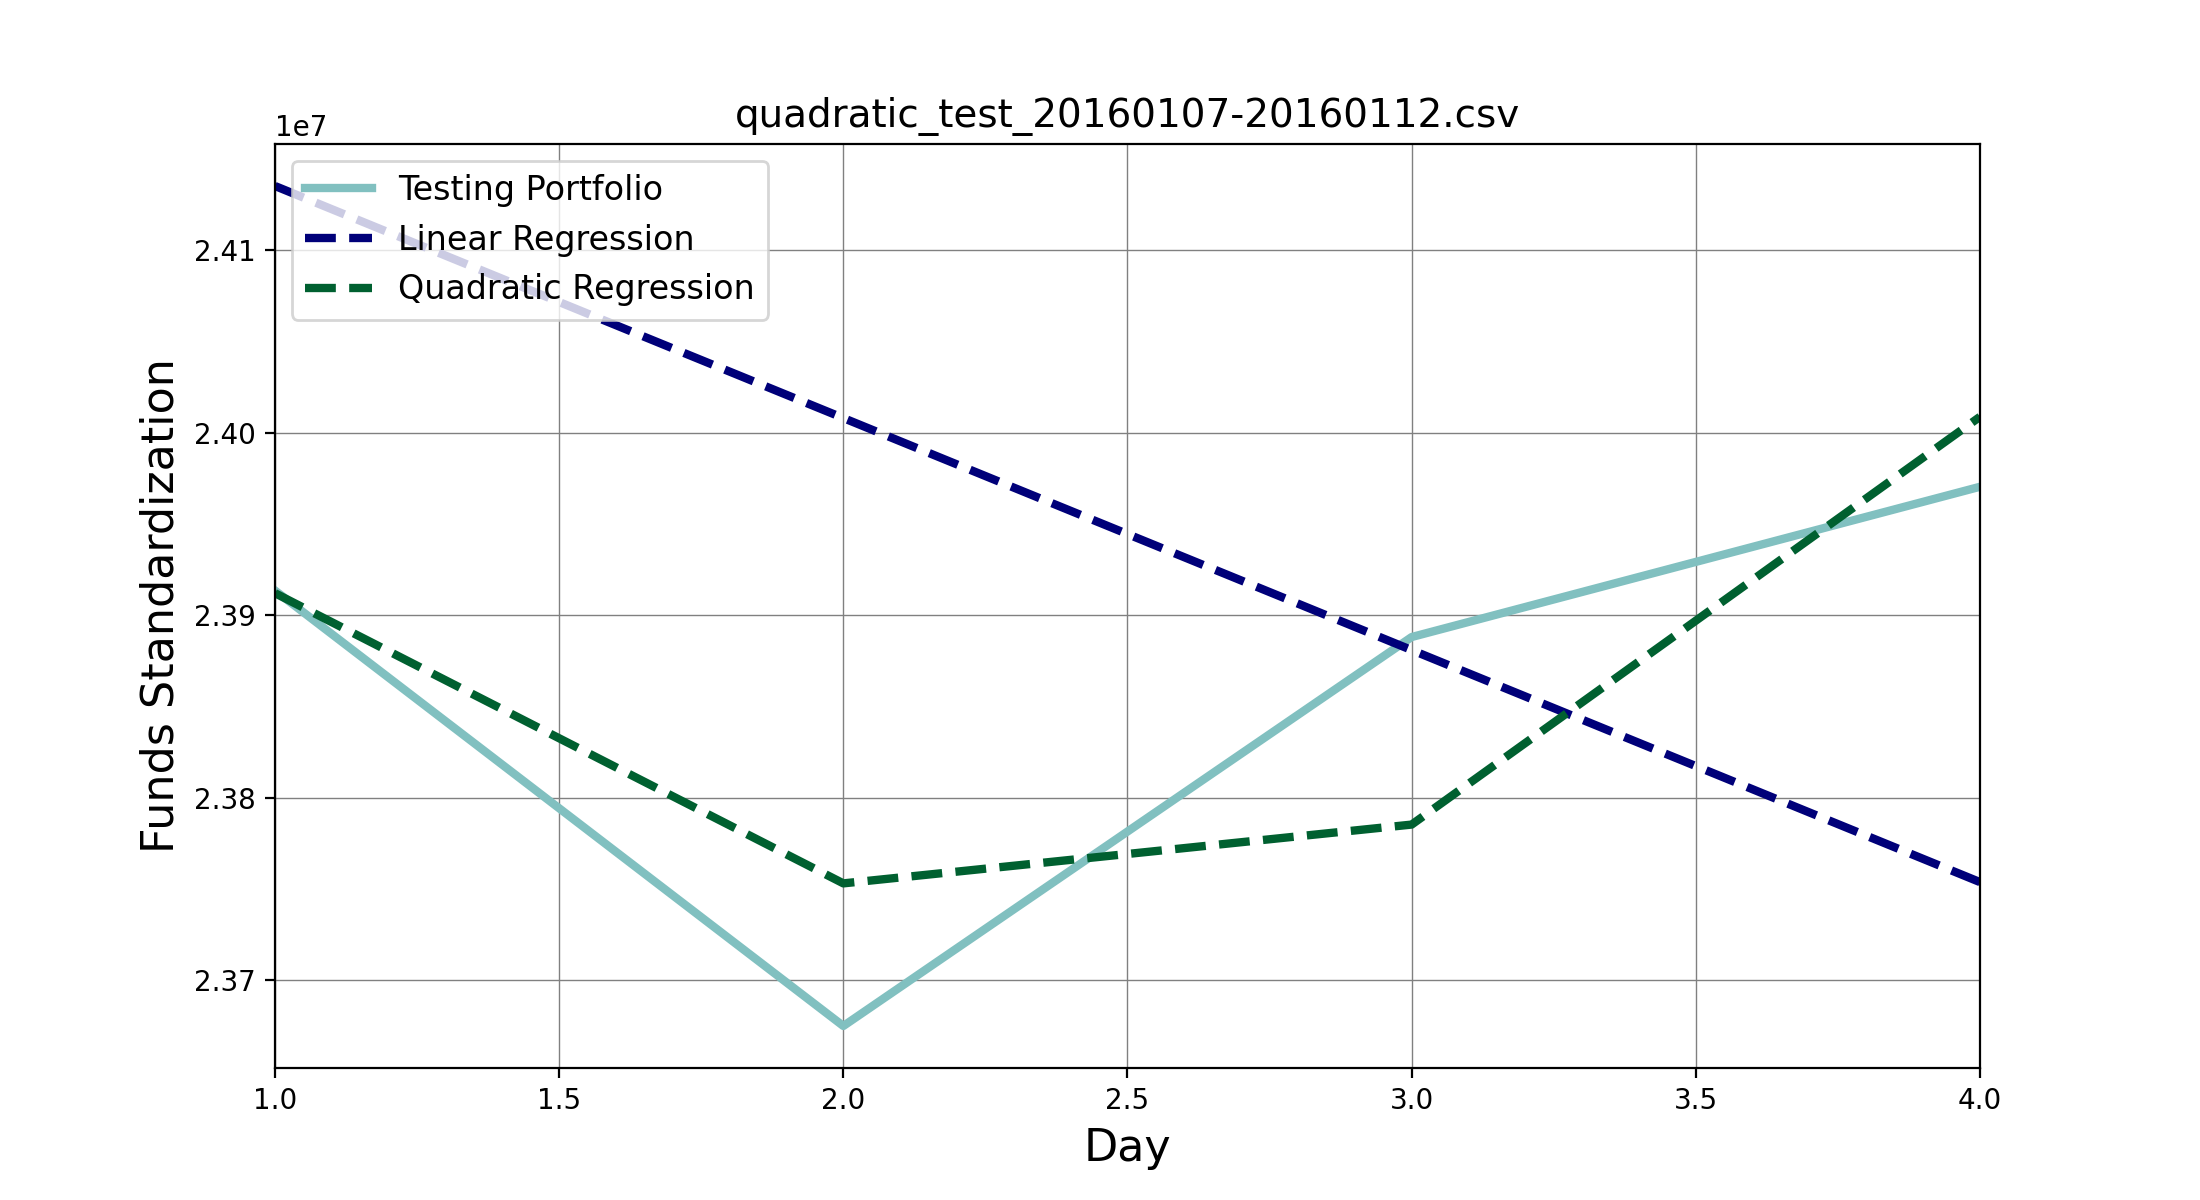 quadratic_test_20160107-20160112.csv
1e7
Testing Portfolio
Linear Regression
Quadratic Regression
2.41
2.40
2.39
2.38
2.37
Funds Standardization
1.0 1.5 2.0 2.5 3.0 3.5 4.0
Day